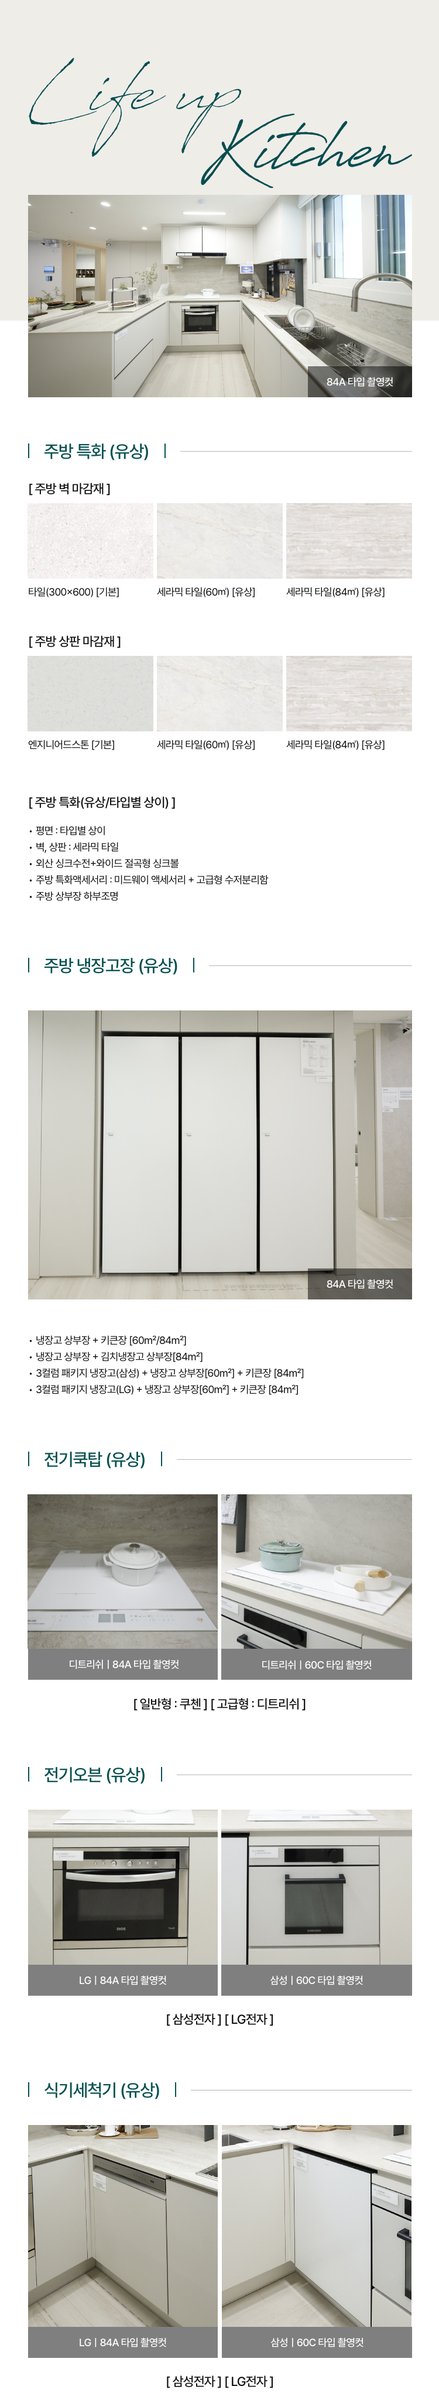 Life up
Kitchen
84A 타입 촬영컷
주방 특화 (유상)
[ 주방 벽 마감재 ]
타일(300×600) [기본]
세라믹 타일(60㎡) [유상]
세라믹 타일(84㎡) [유상]
[ 주방 상판 마감재 ]
엔지니어드스톤 [기본]
세라믹 타일(60㎡) [유상]
세라믹 타일(84㎡) [유상]
[ 주방 특화(유상/타입별 상이) ]
• 평면 : 타입별 상이
• 벽, 상판 : 세라믹 타일
• 외산 싱크수전+와이드 절곡형 싱크볼
• 주방 특화액세서리 : 미드웨이 액세서리 + 고급형 수저분리함
• 주방 상부장 하부조명
주방 냉장고장 (유상)
84A 타입 촬영컷
• 냉장고 상부장 + 키큰장 [60m²/84m²]
• 냉장고 상부장 + 김치냉장고 상부장[84m²]
• 3컬럼 패키지 냉장고(삼성) + 냉장고 상부장[60m²] + 키큰장 [84m²]
• 3컬럼 패키지 냉장고(LG) + 냉장고 상부장[60m²] + 키큰장 [84m²]
전기쿡탑 (유상)
디트리쉬 | 84A 타입 촬영컷
디트리쉬 | 60C 타입 촬영컷
[ 일반형 : 쿠첸 ] [ 고급형 : 디트리쉬 ]
전기오븐 (유상)
LG | 84A 타입 촬영컷
삼성 | 60C 타입 촬영컷
[ 삼성전자 ] [ LG전자 ]
식기세척기 (유상)
LG | 84A 타입 촬영컷
삼성 | 60C 타입 촬영컷
[ 삼성전자 ] [ LG전자 ]